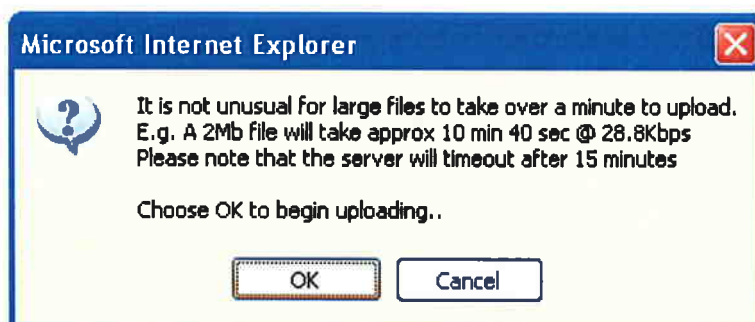 Microsoft Internet Explorer
It is not unusual for large files to take over a minute to upload.
E.g. A 2Mb file will take approx 10 min 40 sec @ 28.8Kbps
Please note that the server will timeout after 15 minutes
Choose OK to begin uploading..
OK
Cancel